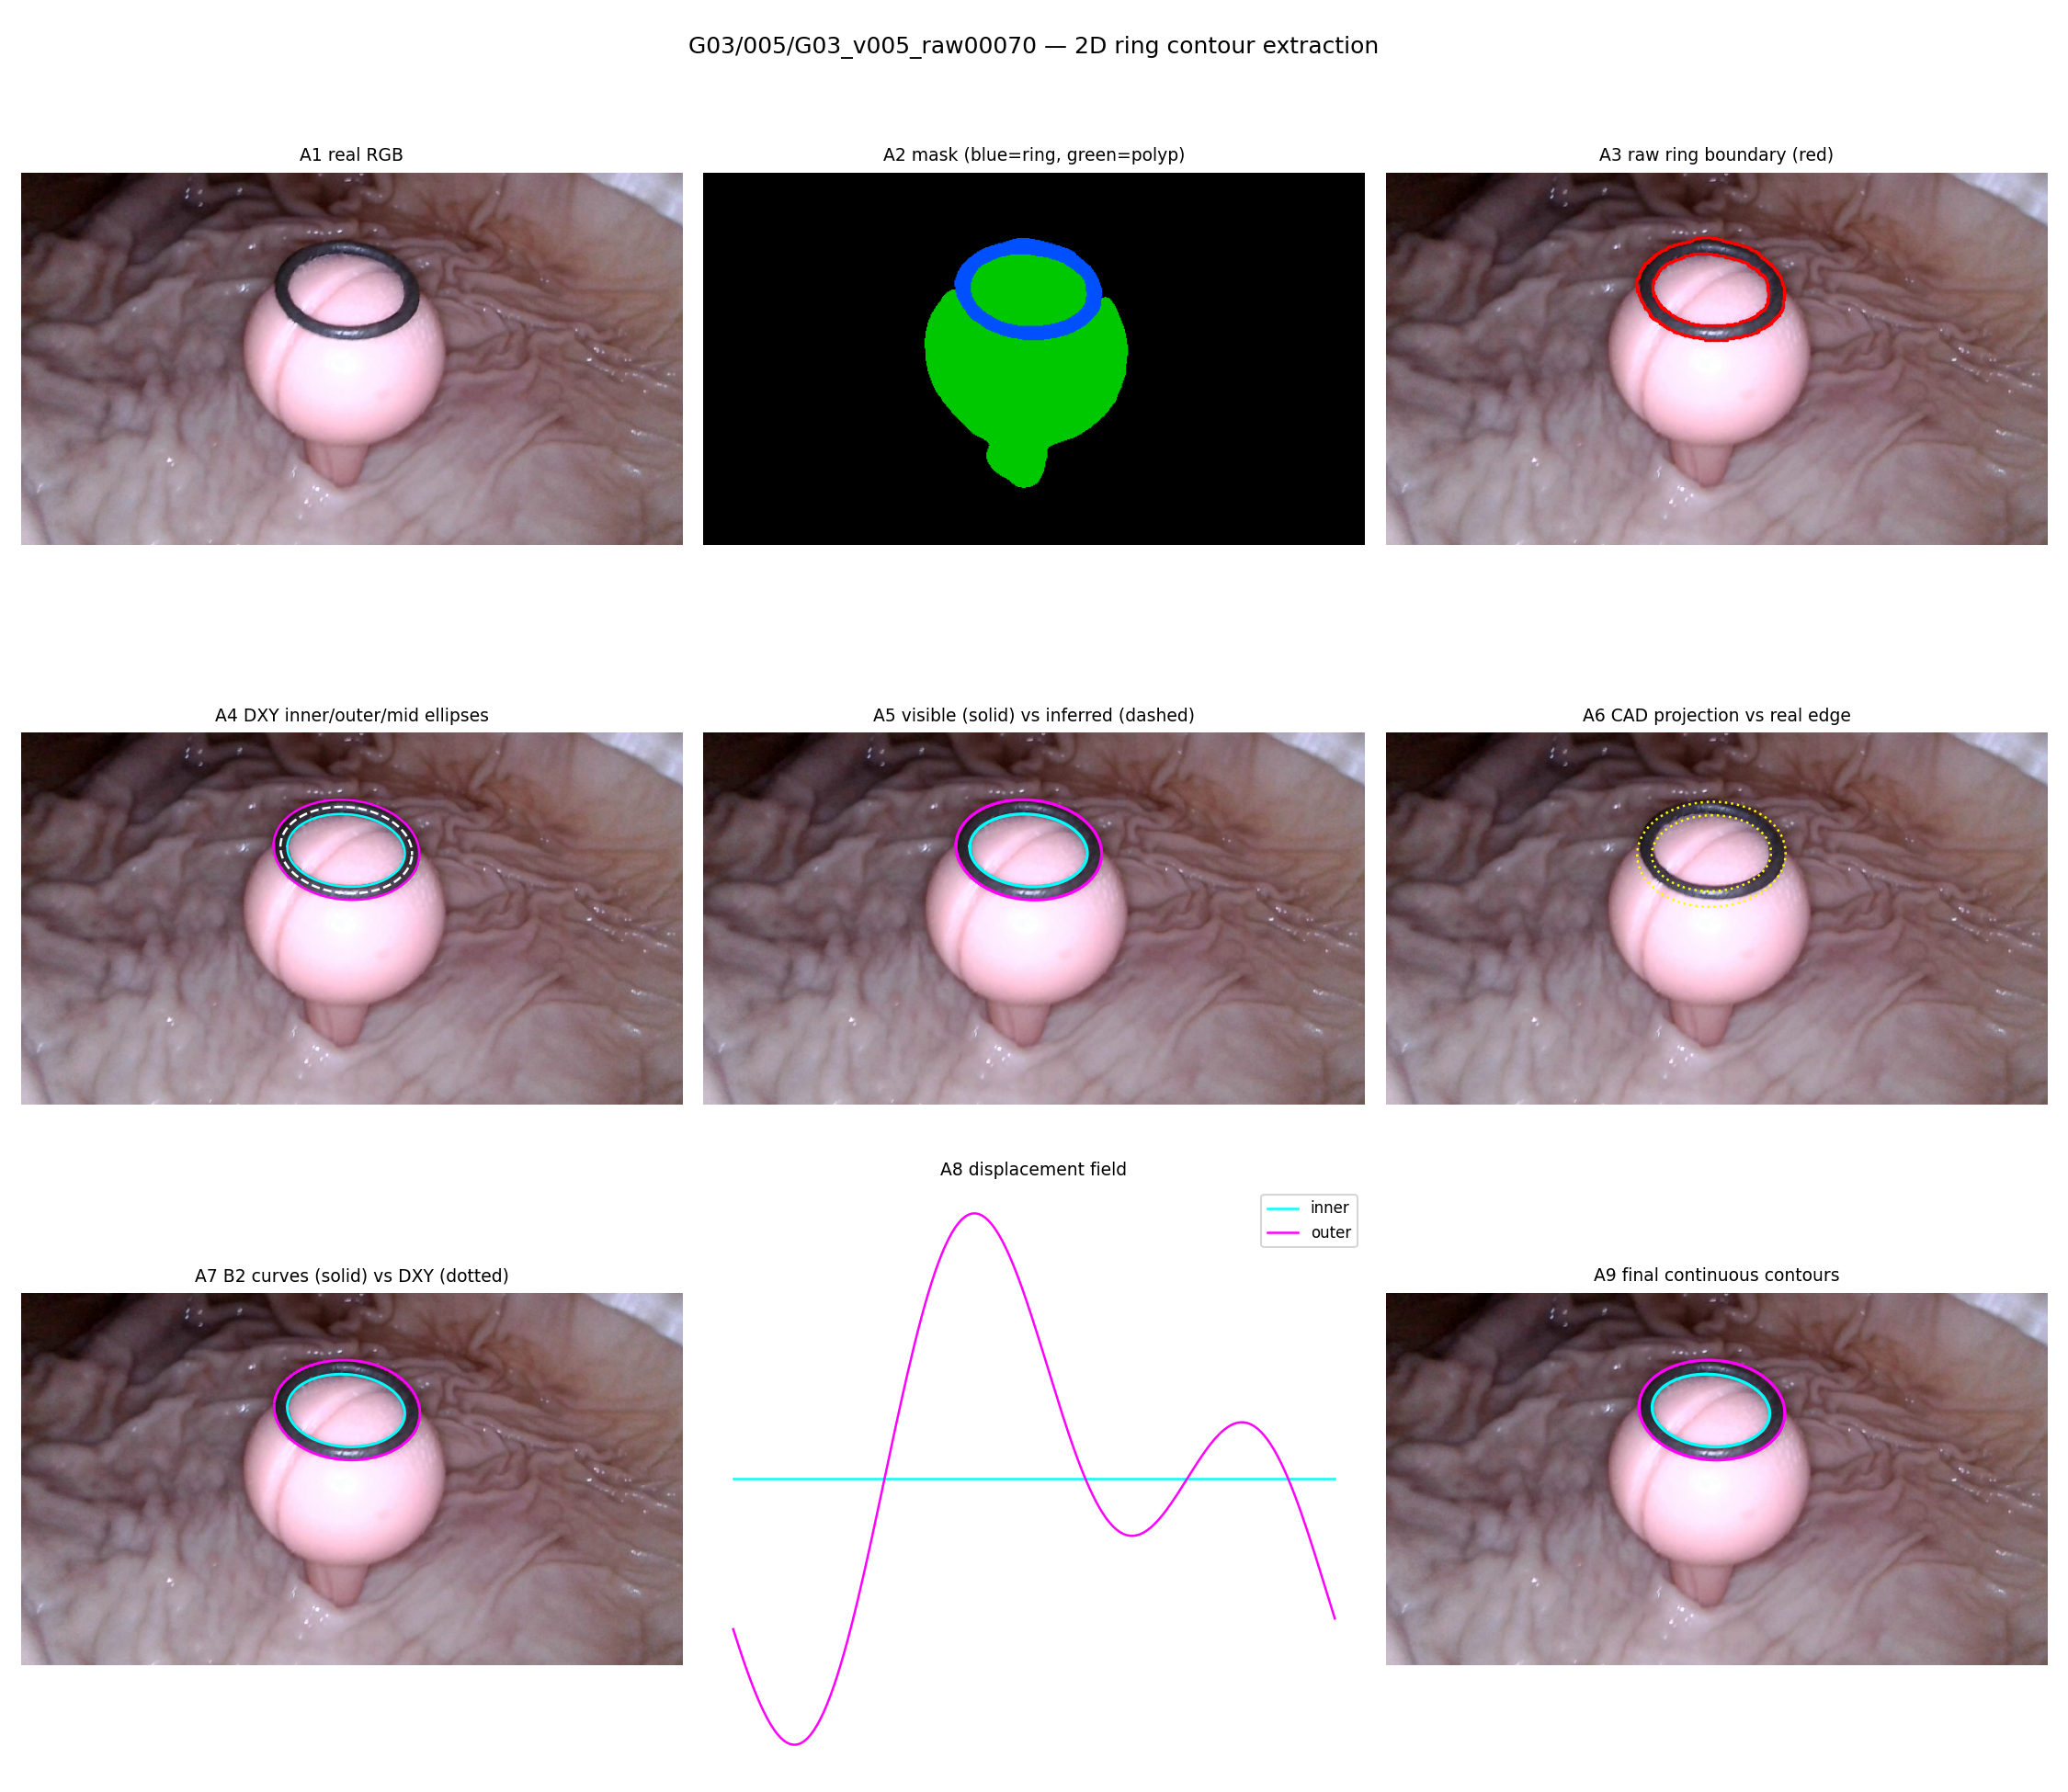 G03/005/G03_v005_raw00070 — 2D ring contour extraction
A1 real RGB
A2 mask (blue=ring, green=polyp)
A3 raw ring boundary (red)
A4 DXY inner/outer/mid ellipses
A5 visible (solid) vs inferred (dashed)
A6 CAD projection vs real edge
A7 B2 curves (solid) vs DXY (dotted)
A8 displacement field
inner
outer
A9 final continuous contours